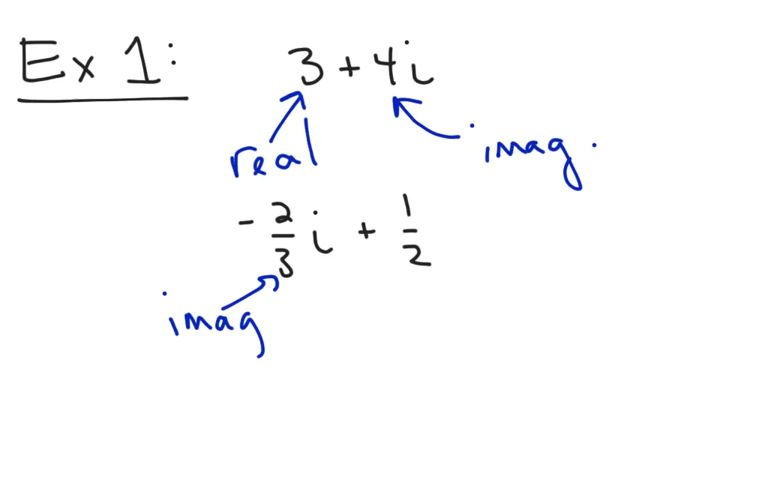 Ex 1: 3 + 4i
real imag.
- 2/3 i + 1/2
imag